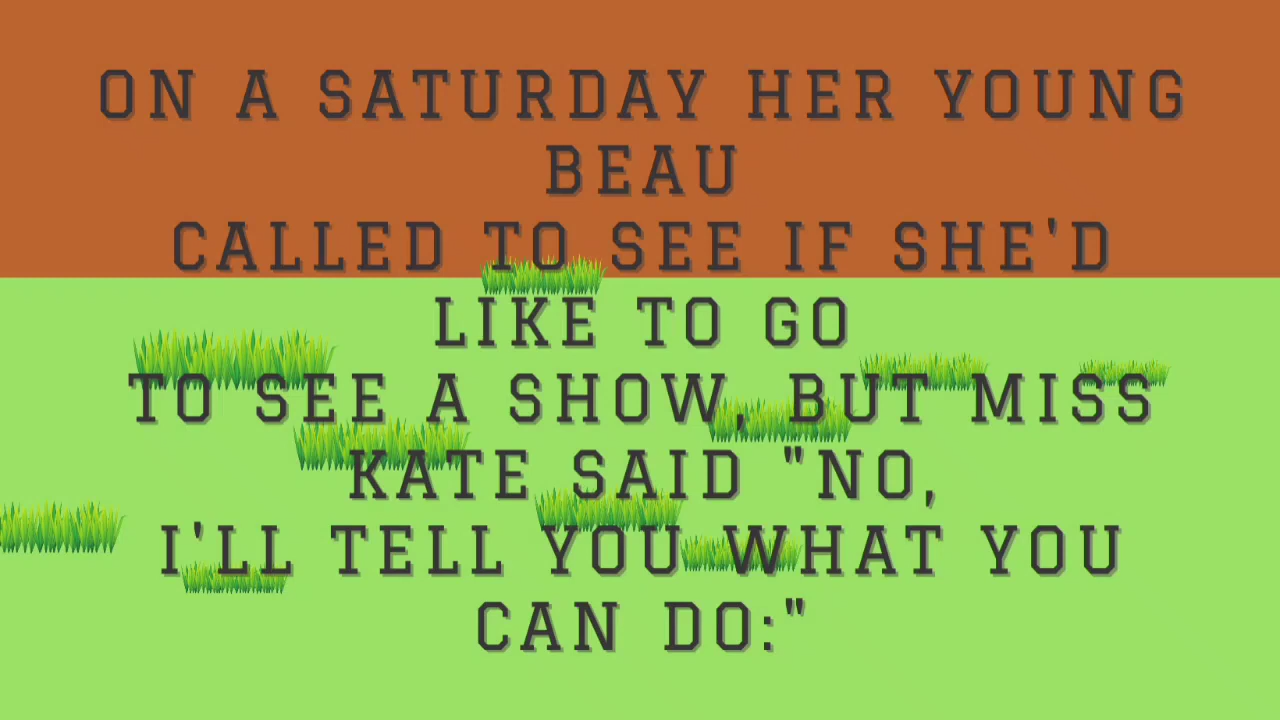 ON A SATURDAY HER YOUNG
BEAU
CALLED TO SEE IF SHE'D
LIKE TO GO
TO SEE A SHOW, BUT MISS
KATE SAID "NO,
I'LL TELL YOU WHAT YOU
CAN DO:"